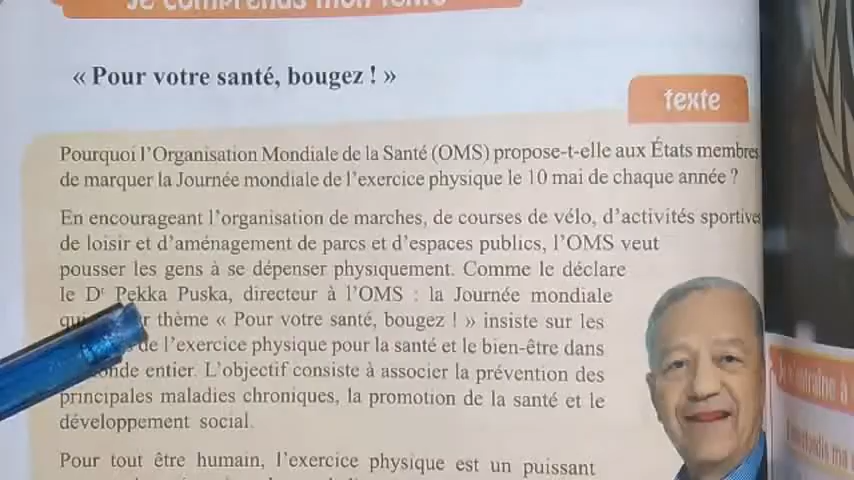 Je comprends mon texte
« Pour votre santé, bougez ! »
texte
Pourquoi l'Organisation Mondiale de la Santé (OMS) propose-t-elle aux États membres
de marquer la Journée mondiale de l'exercice physique le 10 mai de chaque année ?
En encourageant l'organisation de marches, de courses de vélo, d'activités sportives
de loisir et d'aménagement de parcs et d'espaces publics, l'OMS veut
pousser les gens à se dépenser physiquement. Comme le déclare
le Dr Pekka Puska, directeur à l'OMS : la Journée mondiale
thème « Pour votre santé, bougez ! » insiste sur les
de l'exercice physique pour la santé et le bien-être dans
entier. L'objectif consiste à associer la prévention des
principales maladies chroniques, la promotion de la santé et le
développement social.
Pour tout être humain, l'exercice physique est un puissant